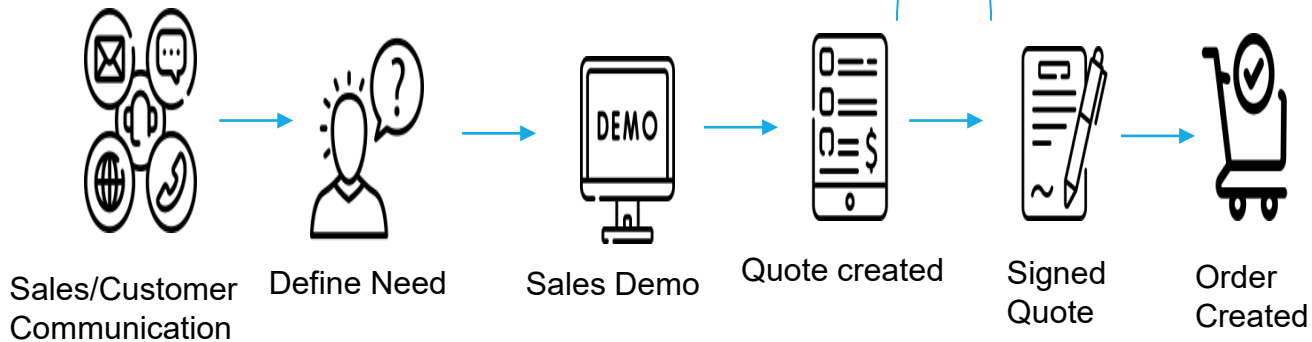 DEMO
?
$
Sales/Customer
Communication
Define Need
Sales Demo
Quote created
Signed
Quote
Order
Created